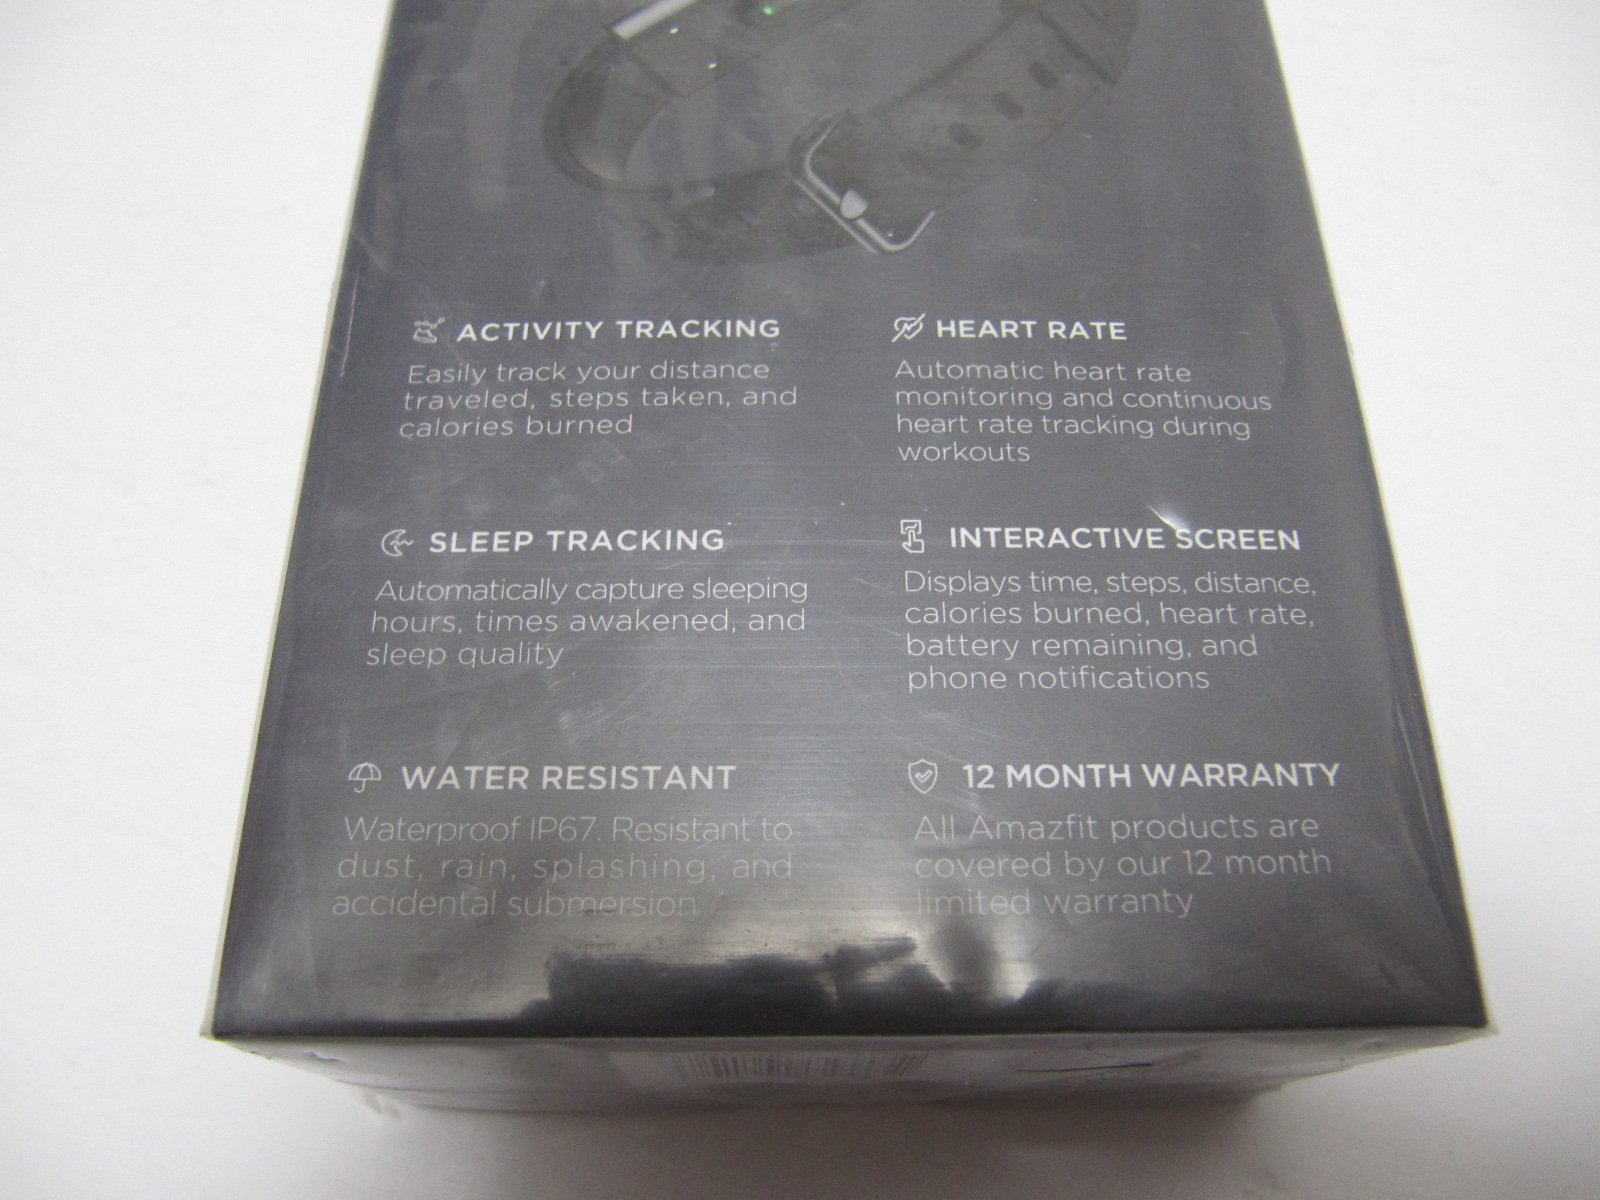 ACTIVITY TRACKING
Easily track your distance
traveled, steps taken, and
calories burned
HEART RATE
Automatic heart rate
monitoring and continuous
heart rate tracking during
workouts
SLEEP TRACKING
Automatically capture sleeping
hours, times awakened, and
sleep quality
INTERACTIVE SCREEN
Displays time, steps, distance,
calories burned, heart rate,
battery remaining, and
phone notifications
WATER RESISTANT
Waterproof IP67. Resistant to
dust, rain, splashing, and
accidental submersion
12 MONTH WARRANTY
All Amazfit products are
covered by our 12 month
limited warranty